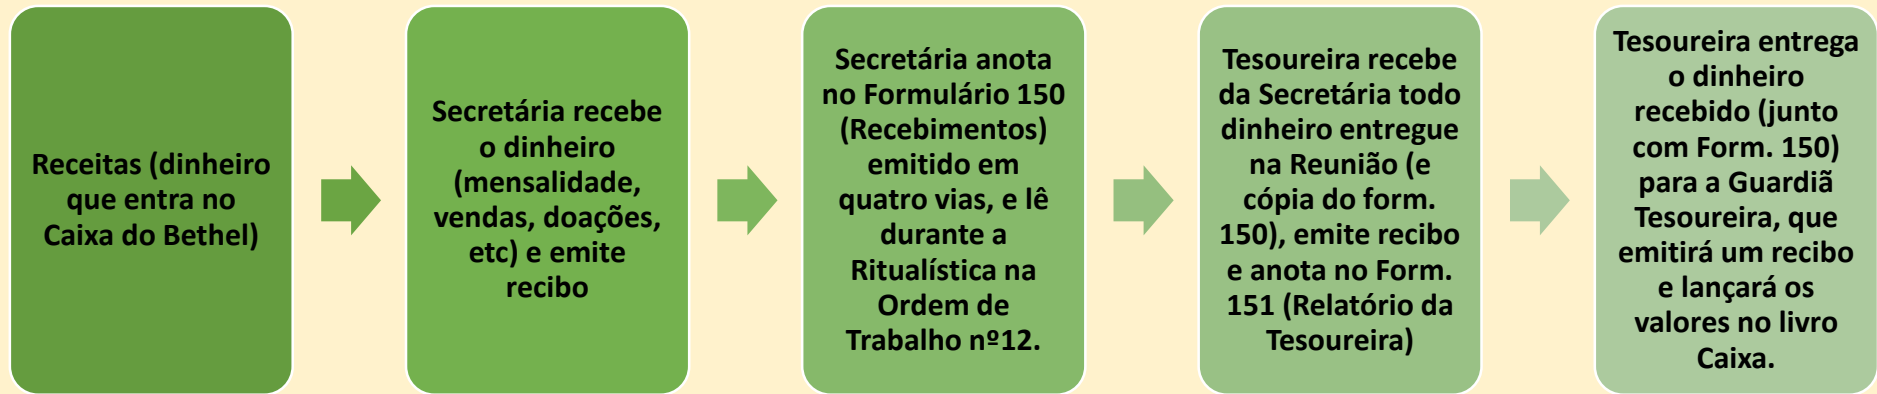 Receitas (dinheiro
que entra no
Caixa do Bethel)
Secretária recebe
o dinheiro
(mensalidade,
vendas, doações,
etc) e emite
recibo
Secretária anota
no Formulário 150
(Recebimentos)
emitido em
quatro vias, e lê
durante a
Ritualística na
Ordem de
Trabalho nº12.
Tesoureira recebe
da Secretária todo
dinheiro entregue
na Reunião (e
cópia do form.
150), emite recibo
e anota no Form.
151 (Relatório da
Tesoureira)
Tesoureira entrega
o dinheiro
recebido (junto
com Form. 150)
para a Guardiã
Tesoureira, que
emitirá um recibo
e lançará os
valores no livro
Caixa.